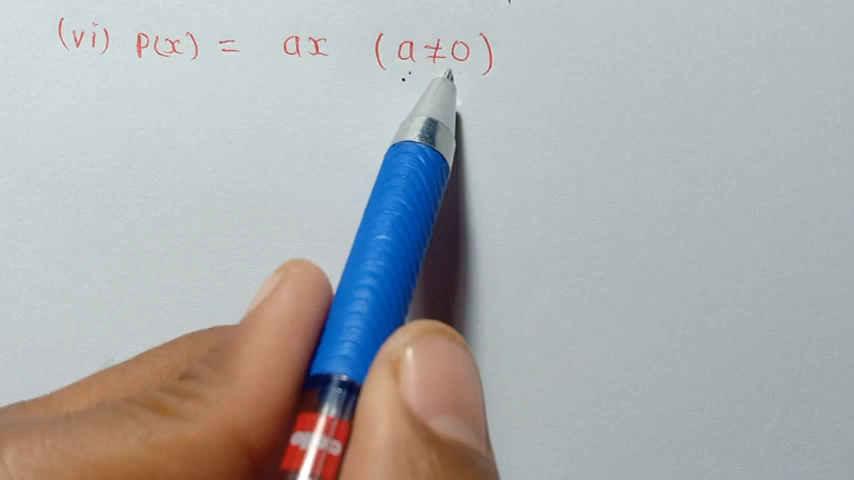 (vi) p(x) = ax (a≠0)